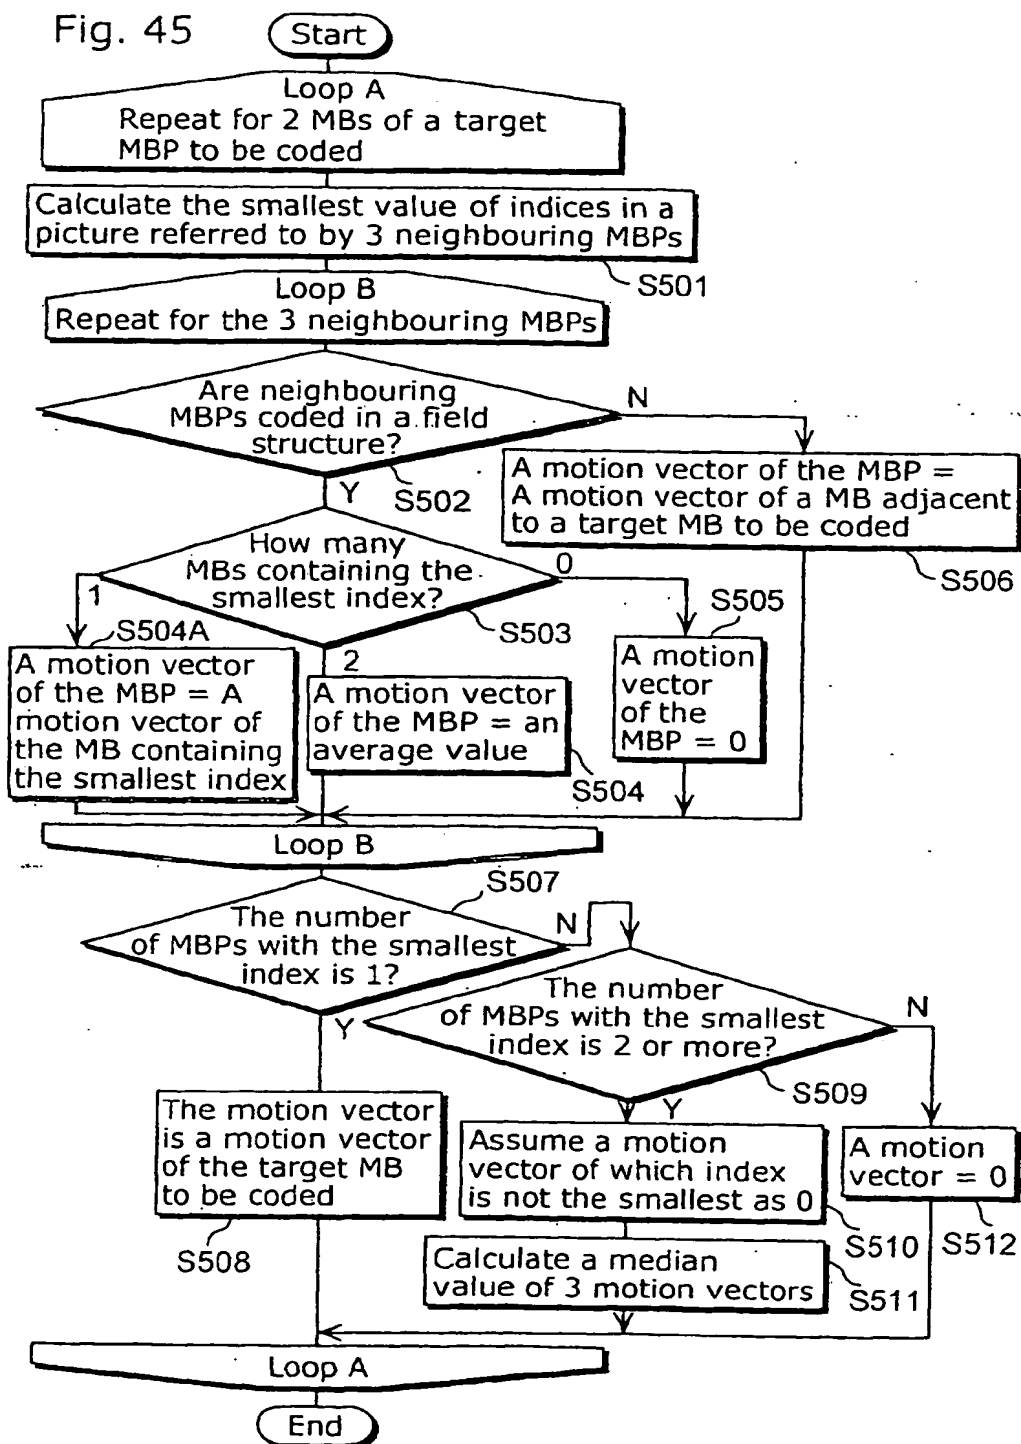 Fig. 45
Start
Loop A
Repeat for 2 MBs of a target
MBP to be coded
Calculate the smallest value of indices in a
picture referred to by 3 neighbouring MBPs
S501
Loop B
Repeat for the 3 neighbouring MBPs
Are neighbouring
MBPs coded in a field
structure?
N
Y
S502
A motion vector of the MBP =
A motion vector of a MB adjacent
to a target MB to be coded
S506
How many
MBs containing the
smallest index?
0
1
2
S503
S505
S504A
A motion vector
of the MBP = A
motion vector of
the MB containing
the smallest index
A motion vector
of the MBP = an
average value
S504
A motion
vector
of the
MBP = 0
Loop B
S507
The number
of MBPs with the smallest
index is 1?
N
Y
The number
of MBPs with the smallest
index is 2 or more?
N
Y
S509
The motion vector
is a motion vector
of the target MB
to be coded
S508
Assume a motion
vector of which index
is not the smallest as 0
S510
A motion
vector = 0
S512
Calculate a median
value of 3 motion vectors
S511
Loop A
End